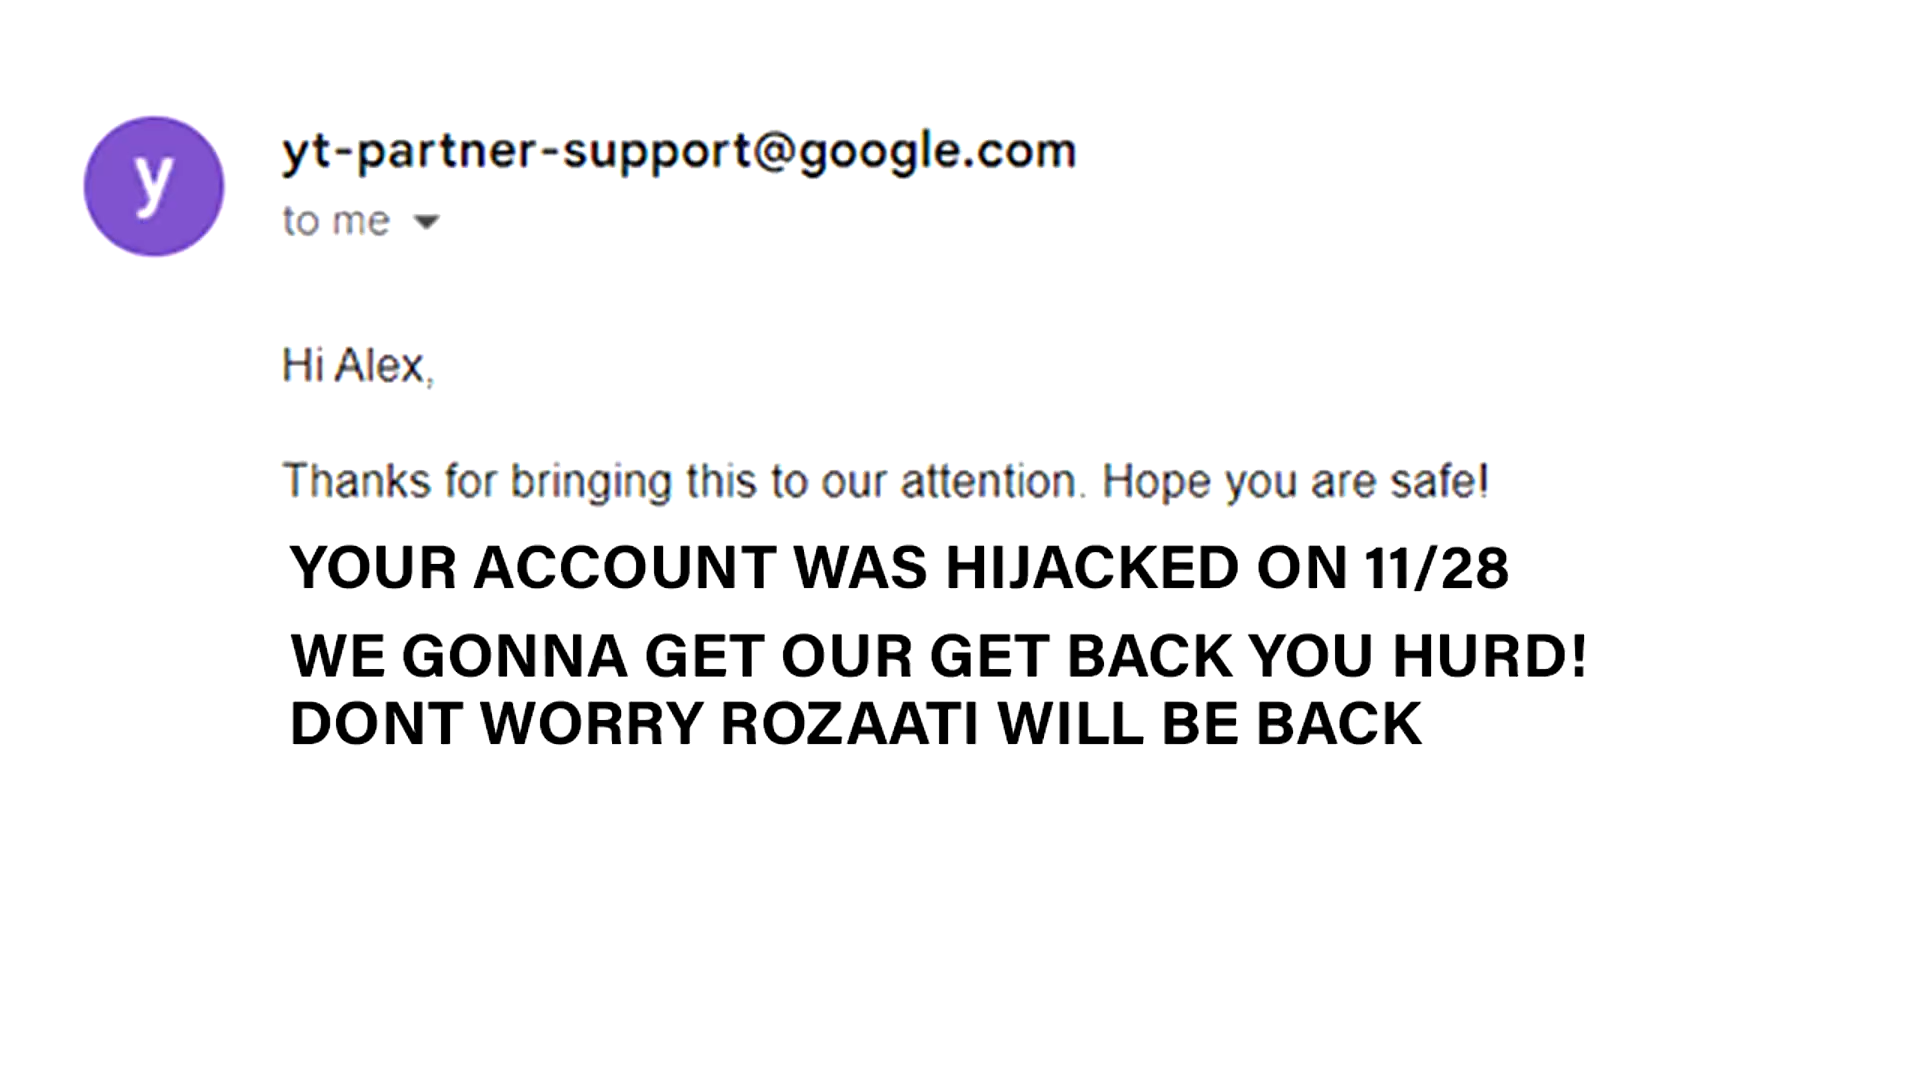 y
yt-partner-support@google.com
to me
Hi Alex,
Thanks for bringing this to our attention. Hope you are safe!
YOUR ACCOUNT WAS HIJACKED ON 11/28
WE GONNA GET OUR GET BACK YOU HURD!
DONT WORRY ROZAATI WILL BE BACK